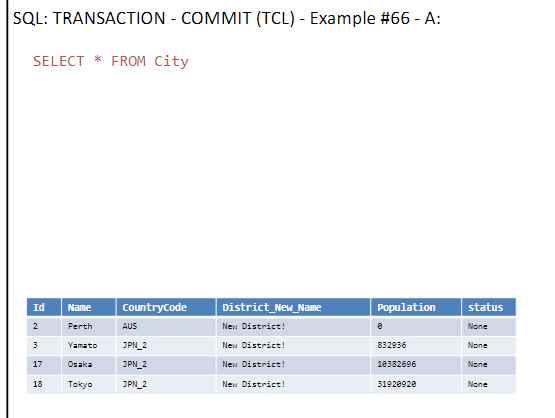 SQL: TRANSACTION - COMMIT (TCL) - Example #66 - A:
SELECT * FROM City
Id Name CountryCode District_New_Name Population status
2 Perth AUS New District! 0 None
3 Yamato JPN_2 New District! 832936 None
17 Osaka JPN_2 New District! 10382696 None
18 Tokyo JPN_2 New District! 31920920 None